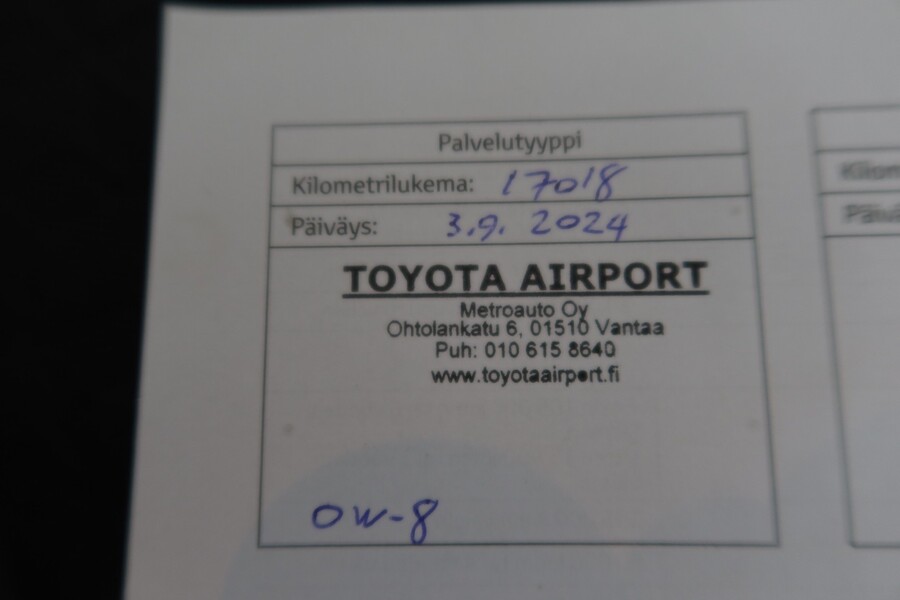 Palvelutyyppi
Kilometrilukema: 17018
Päiväys: 3.9. 2024
TOYOTA AIRPORT
Metroauto Oy
Ohtolankatu 6, 01510 Vantaa
Puh: 010 615 8640
www.toyotaairport.fi
OW-8